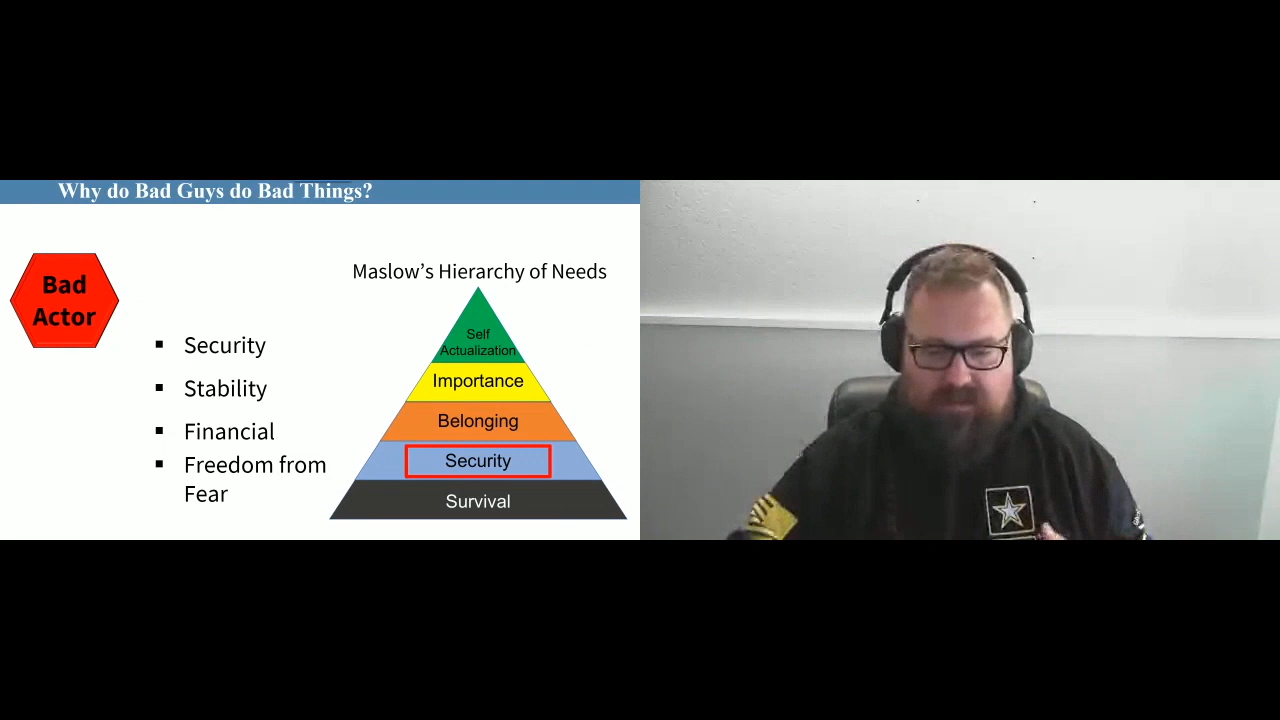 Why do Bad Guys do Bad Things?
Bad
Actor
Maslow’s Hierarchy of Needs
▪ Security
▪ Stability
▪ Financial
▪ Freedom from
Fear
Self
Actualization
Importance
Belonging
Security
Survival